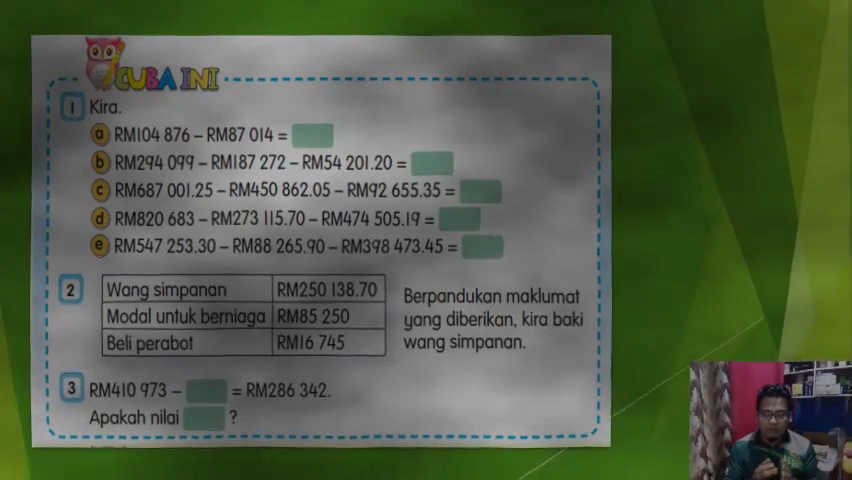 CUBA INI
1 Kira.
a RM104 876 – RM87 014 =
b RM294 099 – RM187 272 – RM54 201.20 =
c RM687 001.25 – RM450 862.05 – RM92 655.35 =
d RM820 683 – RM273 115.70 – RM474 505.19 =
e RM547 253.30 – RM88 265.90 – RM398 473.45 =
2 Wang simpanan RM250 138.70
Modal untuk berniaga RM85 250
Beli perabot RM16 745
Berpandukan maklumat
yang diberikan, kira baki
wang simpanan.
3 RM410 973 – = RM286 342.
Apakah nilai ?